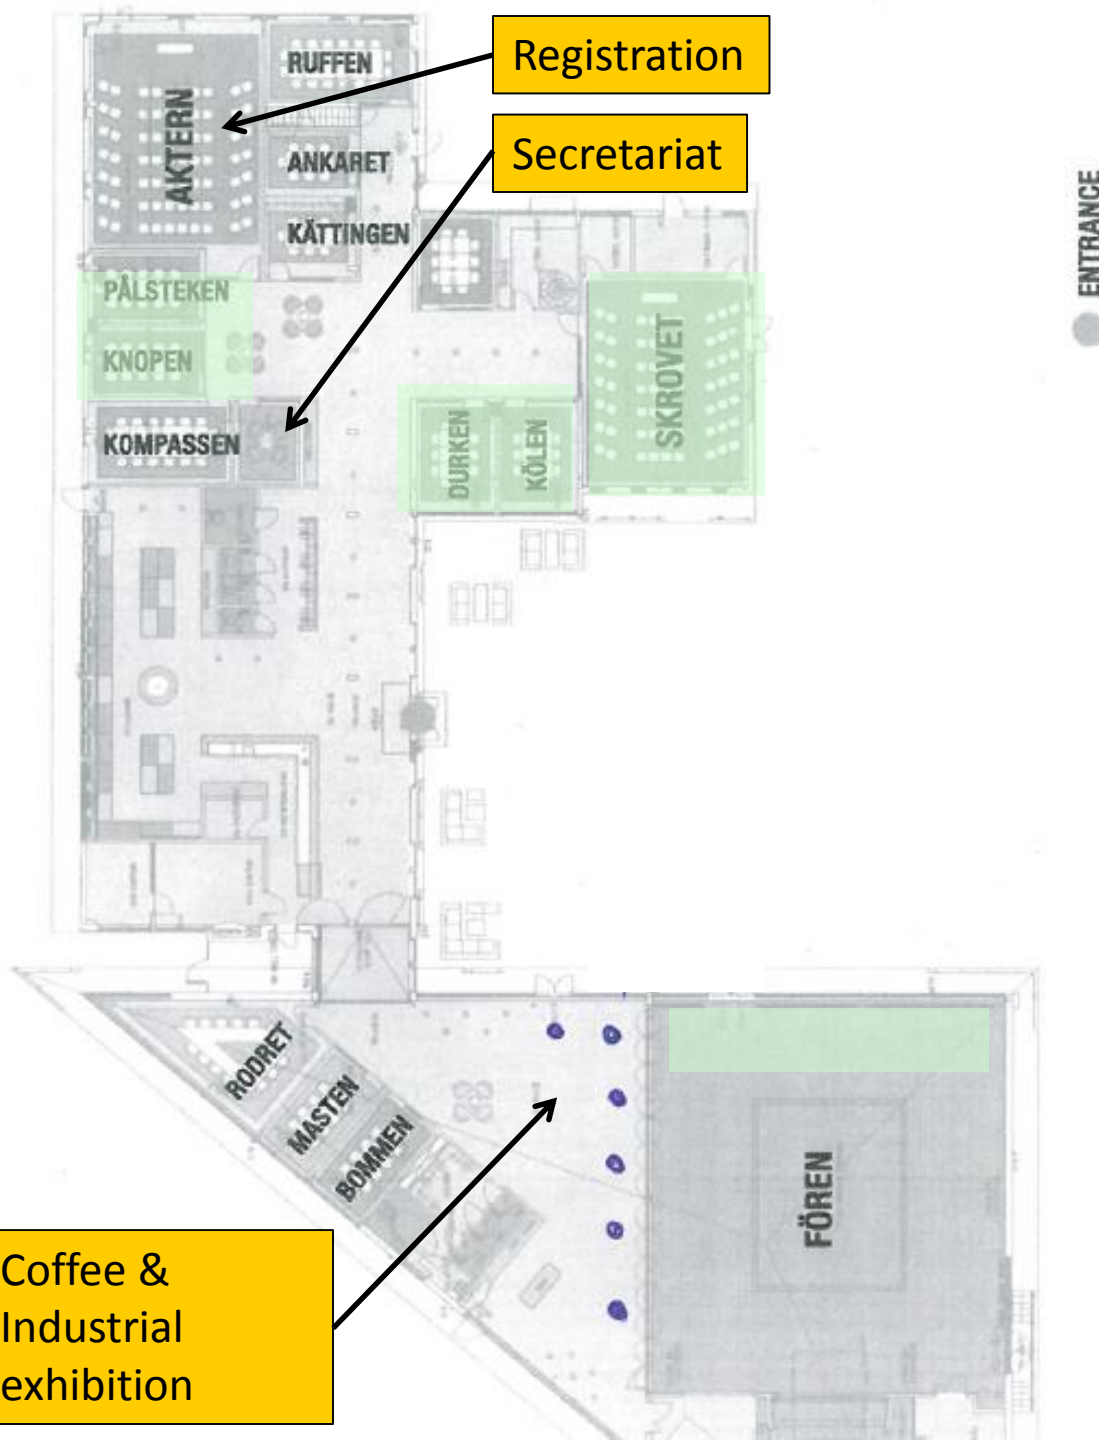 Registration
RUFFEN
AKTERN
Secretariat
ANKARET
ENTRANCE
KÄTTINGEN
PÅLSTEKEN
KNOPEN
SKROVET
KOMPASSEN
DURKEN
KÖLEN
RODRET
MASTEN
BOMMEN
FÖREN
Coffee &
Industrial
exhibition